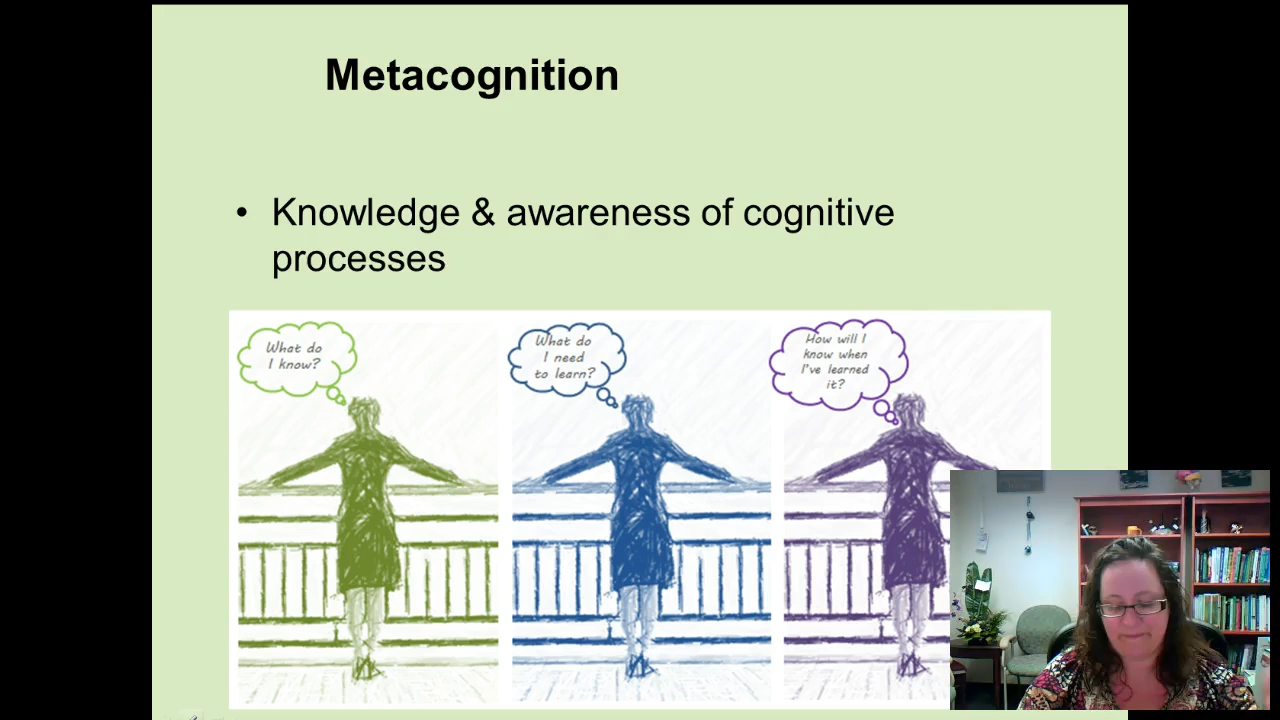 Metacognition
• Knowledge & awareness of cognitive
processes
What do
I know?
What do
I need
to learn?
How will I
know when
I've learned
it?